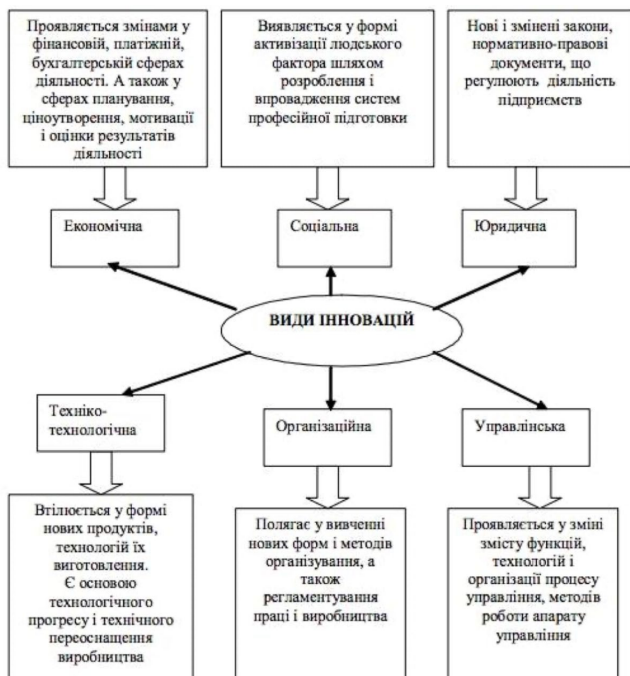 Проявляється змінами у
фінансовій, платіжній,
бухгалтерській сферах
діяльності. А також у
сферах планування,
ціноутворення, мотивації
і оцінки результатів
діяльності
Виявляється у формі
активізації людського
фактора шляхом
розроблення і
впровадження систем
професійної підготовки
Нові і змінені закони,
нормативно-правові
документи, що
регулюють діяльність
підприємств
Економічна
Соціальна
Юридична
ВИДИ ІННОВАЦІЙ
Техніко-
технологічна
Організаційна
Управлінська
Втілюється у формі
нових продуктів,
технологій їх
виготовлення.
Є основою
технологічного
прогресу і технічного
переоснащення
виробництва
Полягає у вивченні
нових форм і методів
організування, а
також
регламентування
праці і виробництва
Проявляється у зміні
змісту функцій,
технологій і
організації процесу
управління, методів
роботи апарату
управління